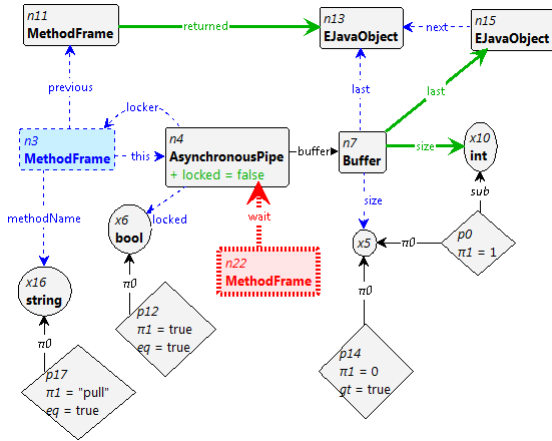 n11
MethodFrame
returned
n13
EJavaObject
next
n15
EJavaObject
previous
last
last
locker
n3
MethodFrame
this
n4
AsynchronousPipe
+ locked = false
buffer
n7
Buffer
size
x10
int
methodName
x6
bool
locked
wait
size
sub
n22
MethodFrame
x5
π0
p0
π1 = 1
x16
string
π0
π0
π0
p12
π1 = true
eq = true
p17
π1 = "pull"
eq = true
p14
π1 = 0
gt = true